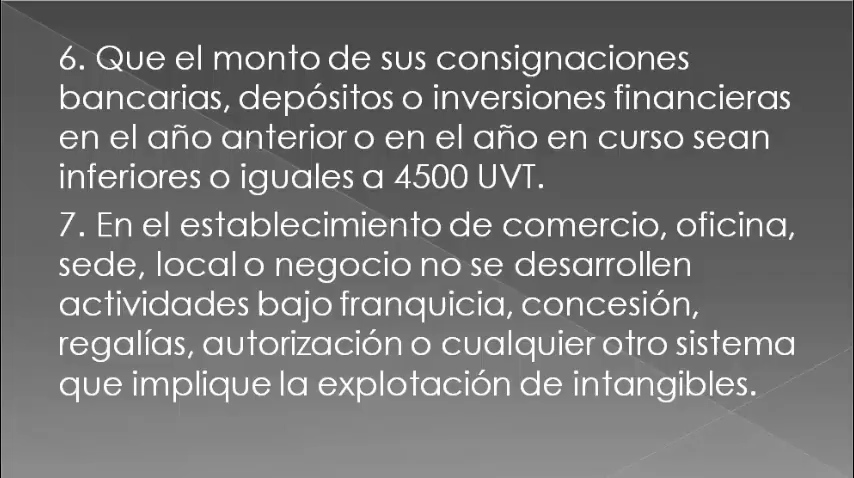 6. Que el monto de sus consignaciones
bancarias, depósitos o inversiones financieras
en el año anterior o en el año en curso sean
inferiores o iguales a 4500 UVT.
7. En el establecimiento de comercio, oficina,
sede, local o negocio no se desarrollen
actividades bajo franquicia, concesión,
regalías, autorización o cualquier otro sistema
que implique la explotación de intangibles.